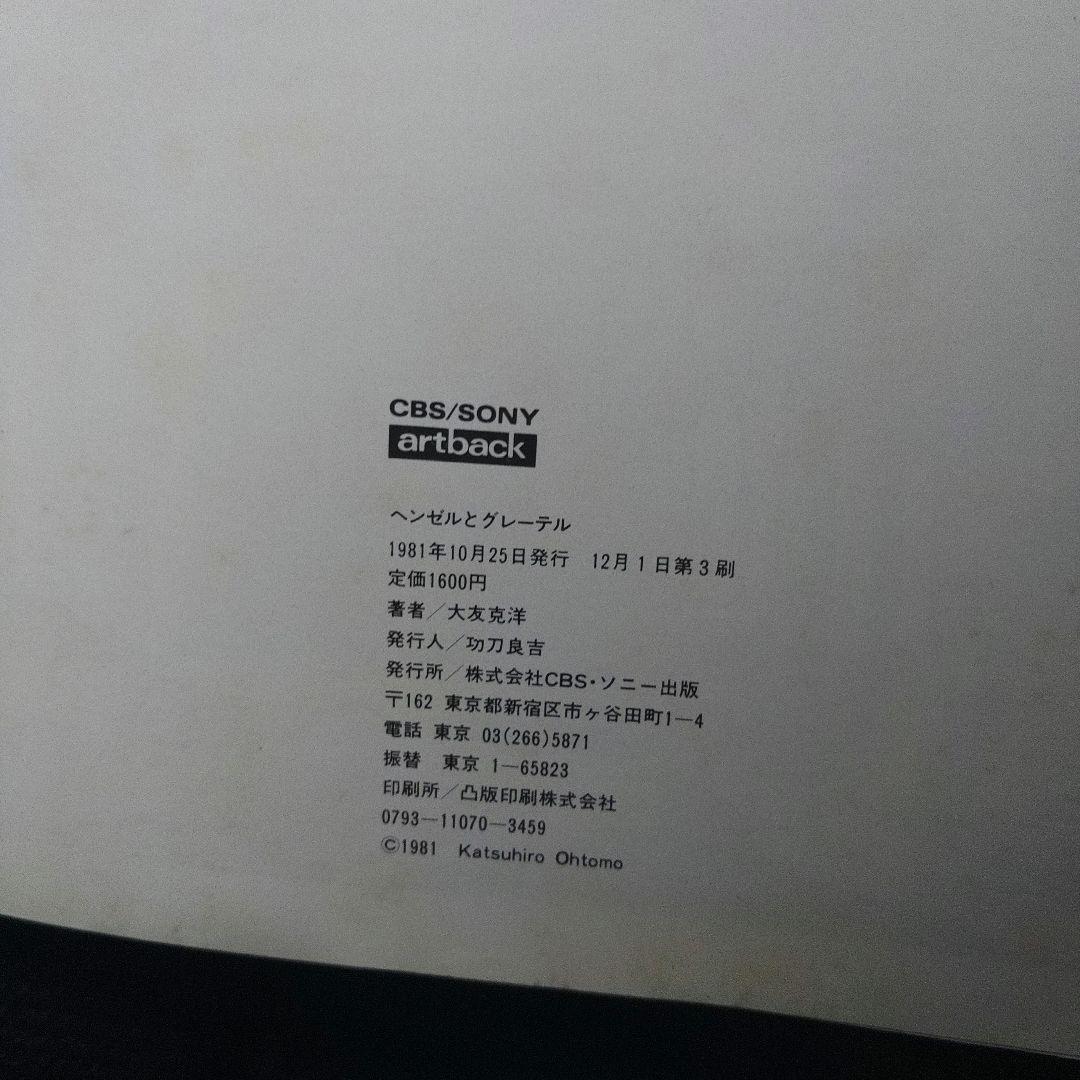 CBS/SONY
artback
ヘンゼルとグレーテル
1981年10月25日発行　12月1日第3刷
定価1600円
著者／大友克洋
発行人／功刀良吉
発行所／株式会社CBS・ソニー出版
〒162 東京都新宿区市ヶ谷田町1—4
電話 東京 03(266)5871
振替　東京 1—65823
印刷所／凸版印刷株式会社
0793—11070—3459
©1981　Katsuhiro Ohtomo